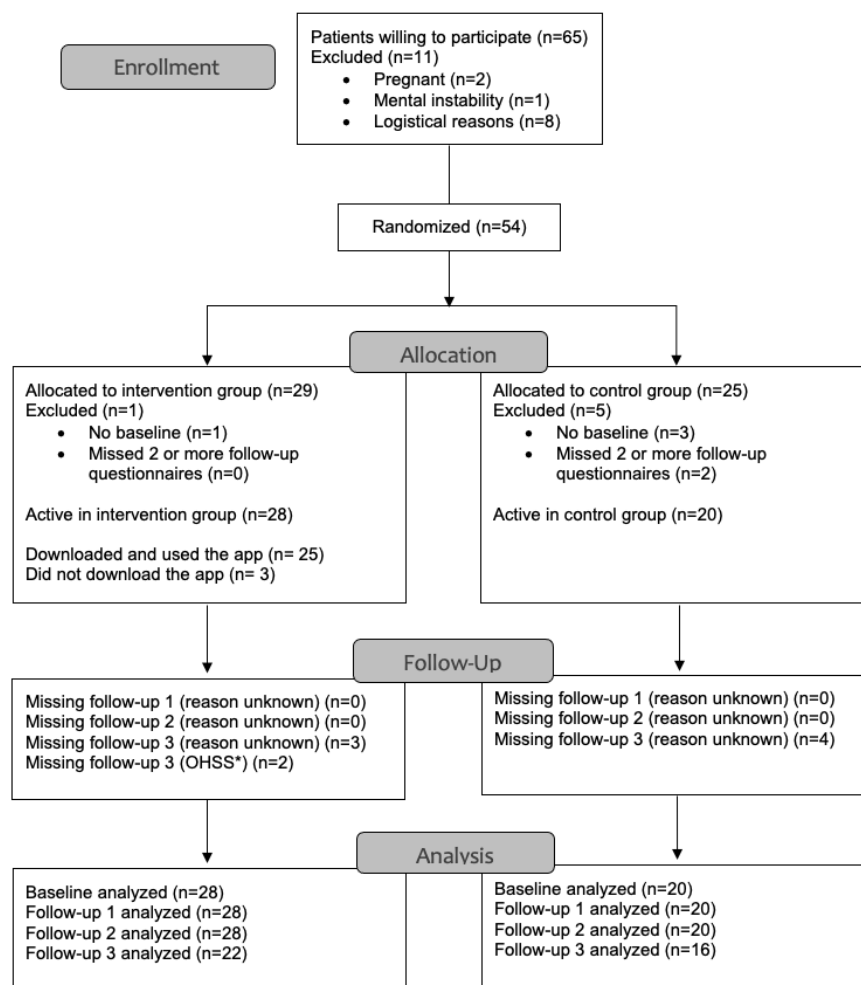 Enrollment
Patients willing to participate (n=65)
Excluded (n=11)
• Pregnant (n=2)
• Mental instability (n=1)
• Logistical reasons (n=8)
Randomized (n=54)
Allocation
Allocated to intervention group (n=29)
Excluded (n=1)
• No baseline (n=1)
• Missed 2 or more follow-up
questionnaires (n=0)
Active in intervention group (n=28)
Downloaded and used the app (n= 25)
Did not download the app (n= 3)
Allocated to control group (n=25)
Excluded (n=5)
• No baseline (n=3)
• Missed 2 or more follow-up
questionnaires (n=2)
Active in control group (n=20)
Follow-Up
Missing follow-up 1 (reason unknown) (n=0)
Missing follow-up 2 (reason unknown) (n=0)
Missing follow-up 3 (reason unknown) (n=3)
Missing follow-up 3 (OHSS*) (n=2)
Missing follow-up 1 (reason unknown) (n=0)
Missing follow-up 2 (reason unknown) (n=0)
Missing follow-up 3 (reason unknown) (n=4)
Analysis
Baseline analyzed (n=28)
Follow-up 1 analyzed (n=28)
Follow-up 2 analyzed (n=28)
Follow-up 3 analyzed (n=22)
Baseline analyzed (n=20)
Follow-up 1 analyzed (n=20)
Follow-up 2 analyzed (n=20)
Follow-up 3 analyzed (n=16)